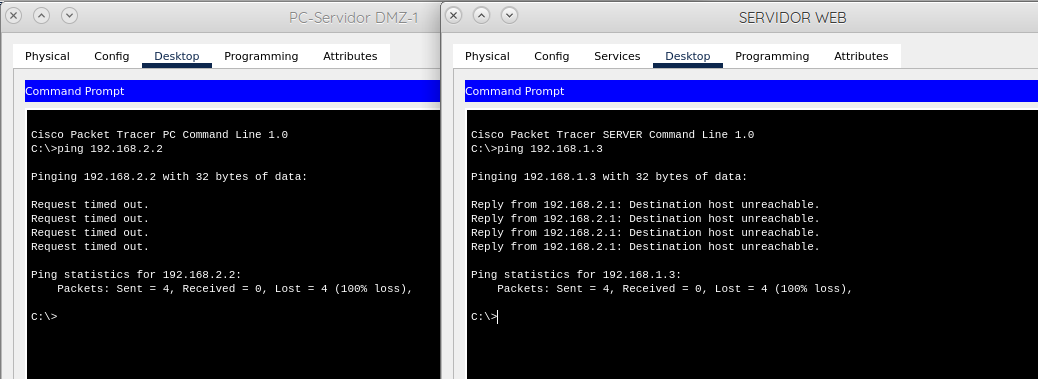 PC-Servidor DMZ-1
Physical Config Desktop Programming Attributes
Command Prompt
Cisco Packet Tracer PC Command Line 1.0
C:\>ping 192.168.2.2
Pinging 192.168.2.2 with 32 bytes of data:
Request timed out.
Request timed out.
Request timed out.
Request timed out.
Ping statistics for 192.168.2.2:
Packets: Sent = 4, Received = 0, Lost = 4 (100% loss),
C:\>
SERVIDOR WEB
Physical Config Services Desktop Programming Attributes
Command Prompt
Cisco Packet Tracer SERVER Command Line 1.0
C:\>ping 192.168.1.3
Pinging 192.168.1.3 with 32 bytes of data:
Reply from 192.168.2.1: Destination host unreachable.
Reply from 192.168.2.1: Destination host unreachable.
Reply from 192.168.2.1: Destination host unreachable.
Reply from 192.168.2.1: Destination host unreachable.
Ping statistics for 192.168.1.3:
Packets: Sent = 4, Received = 0, Lost = 4 (100% loss),
C:\>